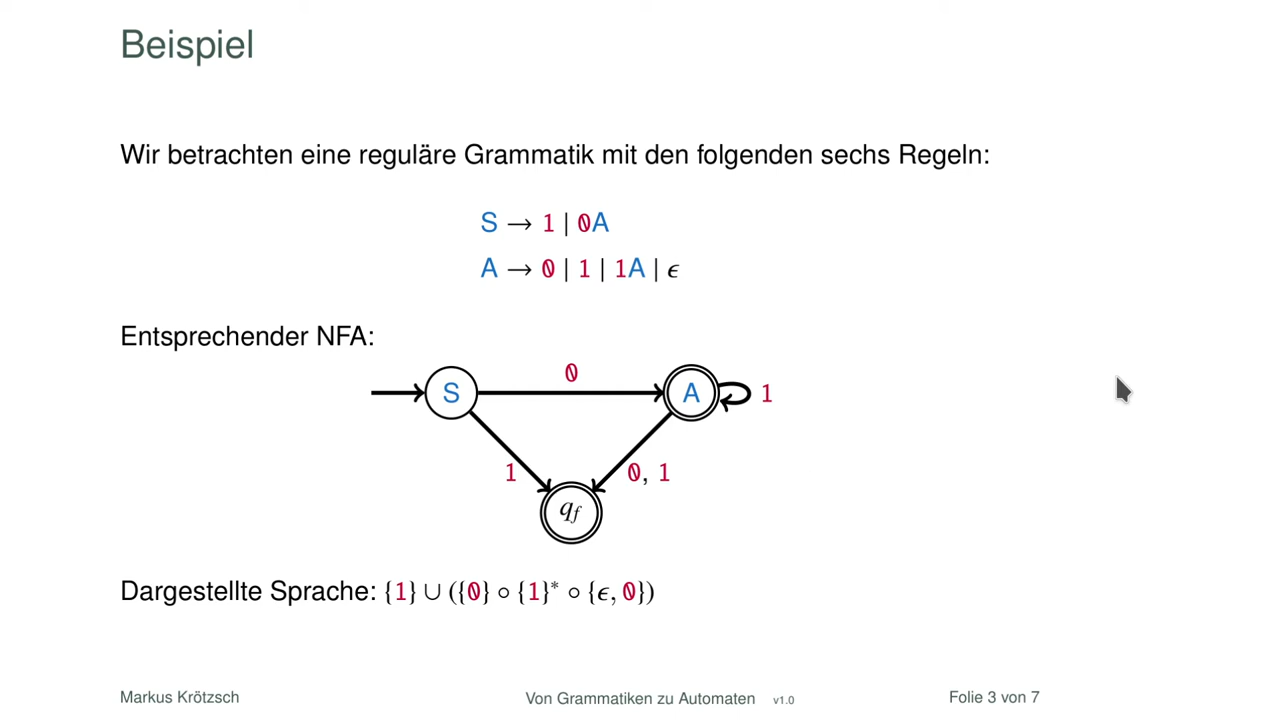 Beispiel
Wir betrachten eine reguläre Grammatik mit den folgenden sechs Regeln:
S → 1 | 0A
A → 0 | 1 | 1A | ϵ
Entsprechender NFA:
0
S
A
1
1
0, 1
qf
Dargestellte Sprache: {1} ∪ ({0} ∘ {1}* ∘ {ϵ, 0})
Markus Krötzsch
Von Grammatiken zu Automaten v1.0
Folie 3 von 7